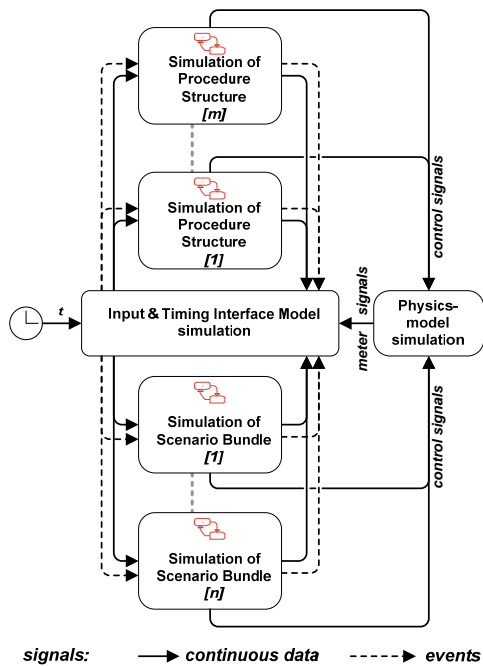 Simulation of
Procedure
Structure
[m]
Simulation of
Procedure
Structure
[1]
control signals
t
Input & Timing Interface Model
simulation
meter signals
Physics-
model
simulation
Simulation of
Scenario Bundle
[1]
control signals
Simulation of
Scenario Bundle
[n]
signals: continuous data events